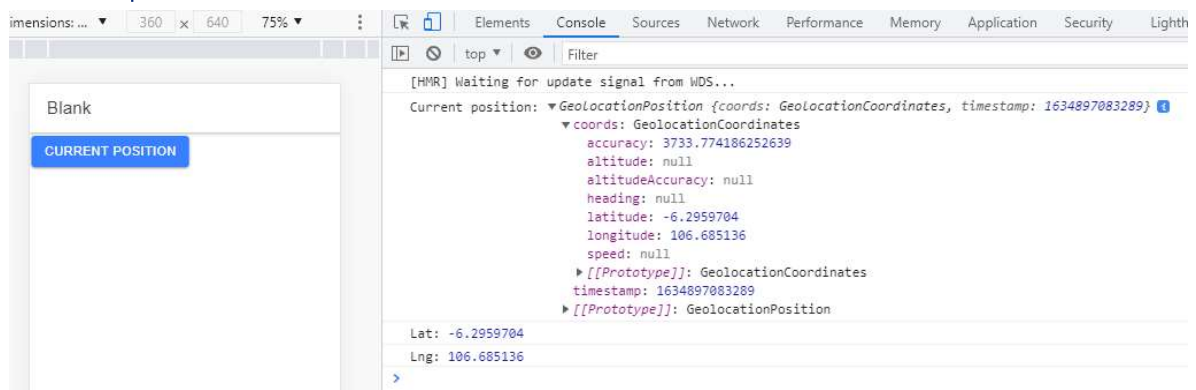 imensions: ... ▼ 360 x 640 75% ▼
Elements Console Sources Network Performance Memory Application Security Lighth
top ▼ Filter
Blank
CURRENT POSITION
[HMR] Waiting for update signal from WDS...
Current position: ▼GeolocationPosition {coords: GeolocationCoordinates, timestamp: 1634897083289} i
▼coords: GeolocationCoordinates
accuracy: 3733.774186252639
altitude: null
altitudeAccuracy: null
heading: null
latitude: -6.2959704
longitude: 106.685136
speed: null
▶[[Prototype]]: GeolocationCoordinates
timestamp: 1634897083289
▶[[Prototype]]: GeolocationPosition
Lat: -6.2959704
Lng: 106.685136
>